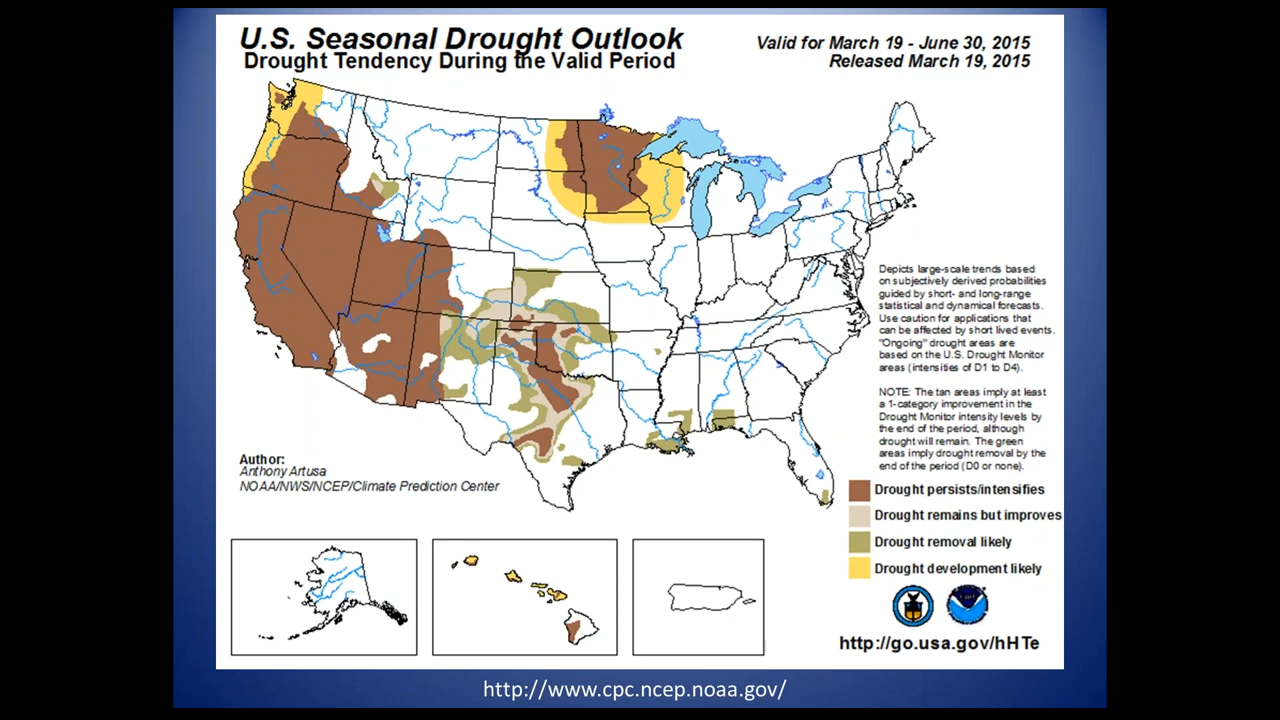 U.S. Seasonal Drought Outlook
Drought Tendency During the Valid Period
Valid for March 19 - June 30, 2015
Released March 19, 2015
Depicts large-scale trends based
on subjectively derived probabilities
guided by short- and long-range
statistical and dynamical forecasts.
Use caution for applications that
can be affected by short lived events.
"Ongoing" drought areas are
based on the U.S. Drought Monitor
areas (intensities of D1 to D4).
NOTE: The tan areas imply at least
a 1-category improvement in the
Drought Monitor intensity levels by
the end of the period, although
drought will remain. The green
areas imply drought removal by the
end of the period (D0 or none).
Author:
Anthony Artusa
NOAA/NWS/NCEP/Climate Prediction Center
Drought persists/intensifies
Drought remains but improves
Drought removal likely
Drought development likely
http://go.usa.gov/hHTe
http://www.cpc.ncep.noaa.gov/